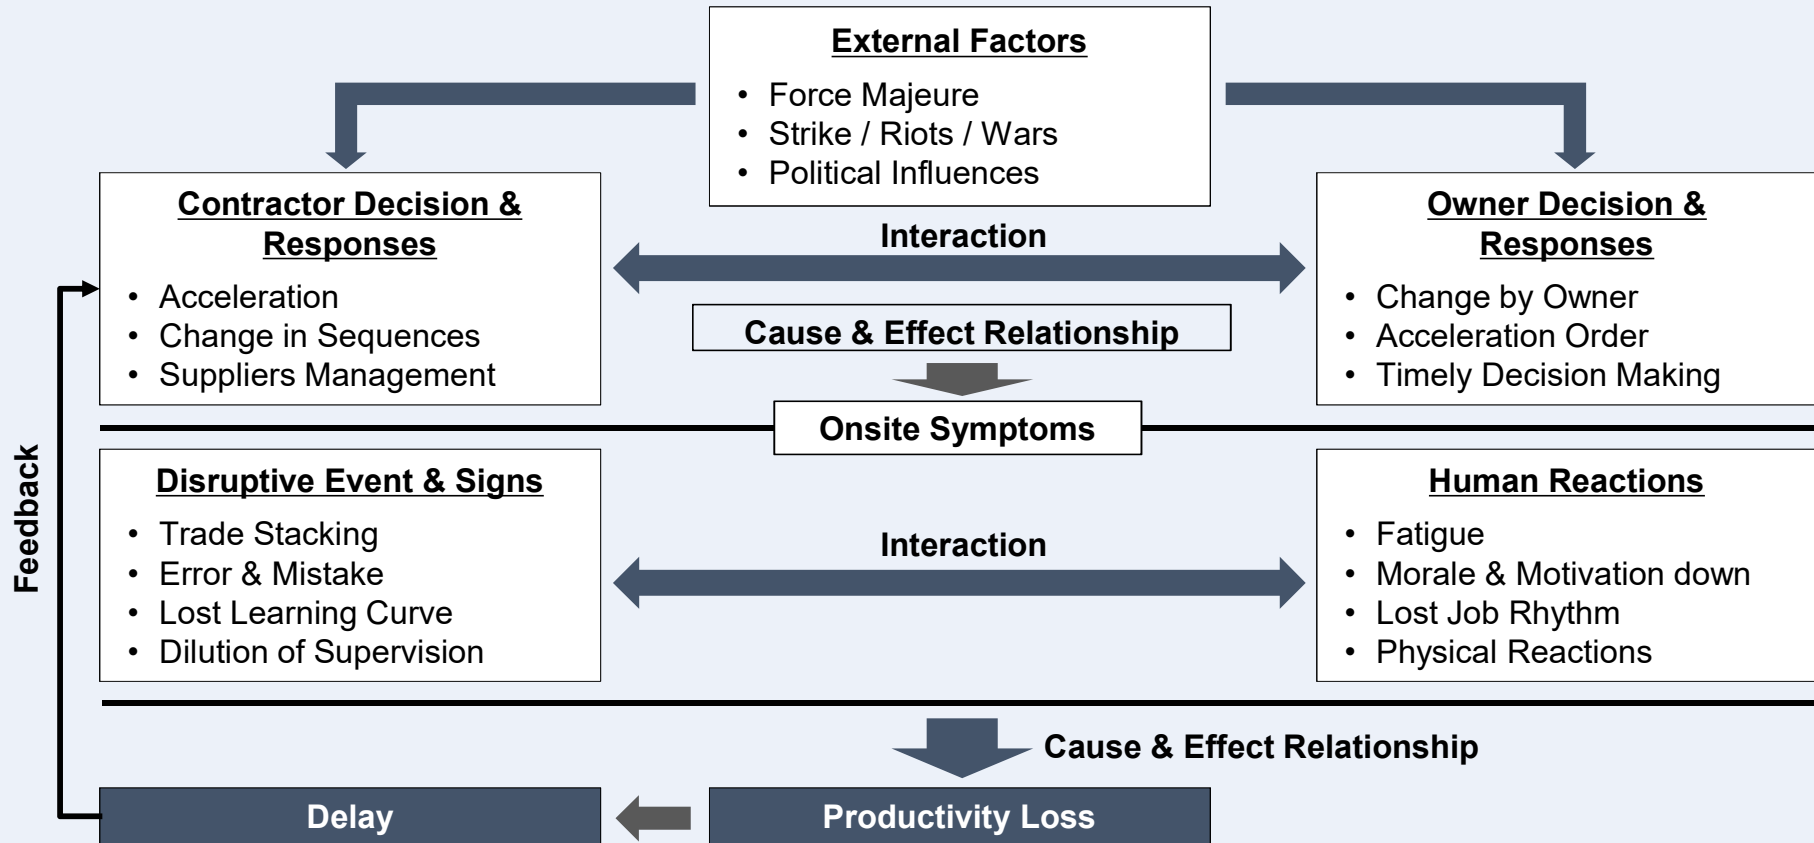 External Factors
• Force Majeure
• Strike / Riots / Wars
• Political Influences
Contractor Decision &
Responses
• Acceleration
• Change in Sequences
• Suppliers Management
Interaction
Cause & Effect Relationship
Owner Decision &
Responses
• Change by Owner
• Acceleration Order
• Timely Decision Making
Onsite Symptoms
Feedback
Disruptive Event & Signs
• Trade Stacking
• Error & Mistake
• Lost Learning Curve
• Dilution of Supervision
Interaction
Human Reactions
• Fatigue
• Morale & Motivation down
• Lost Job Rhythm
• Physical Reactions
Cause & Effect Relationship
Delay
Productivity Loss